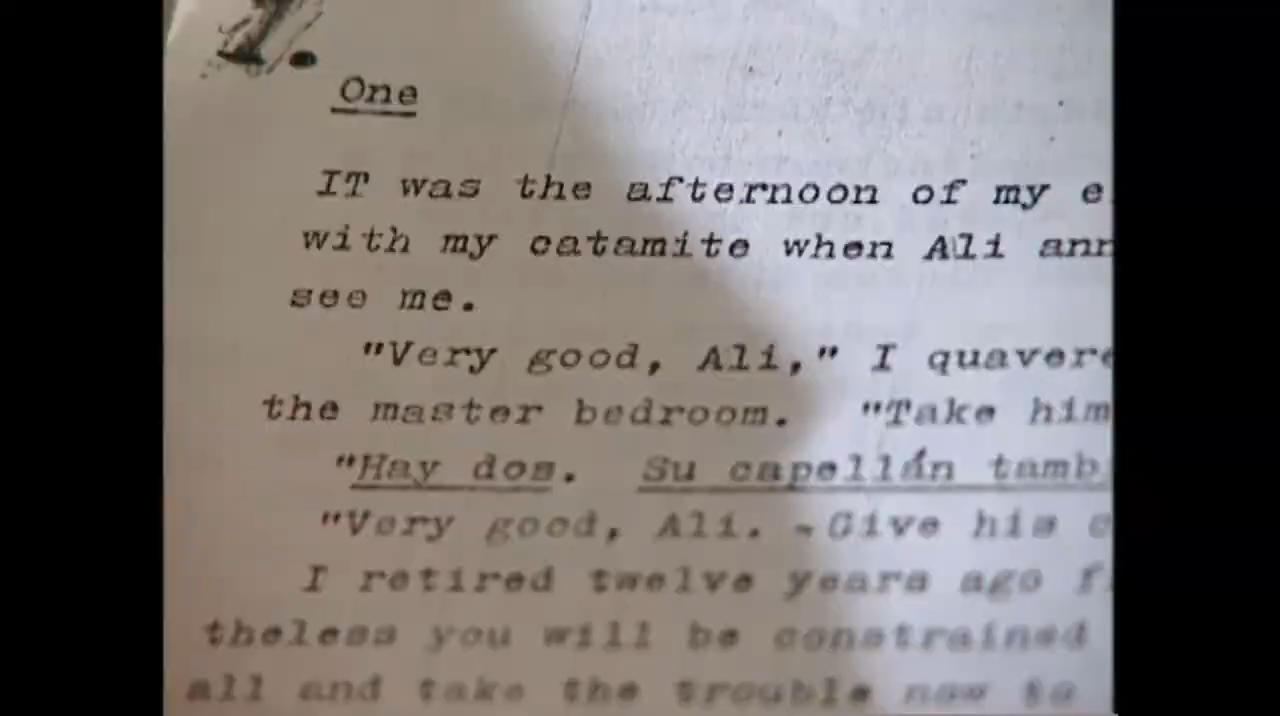 One
IT was the afternoon of my e
with my catamite when Ali ann
see me.
"Very good, Ali," I quavere
the master bedroom. "Take him
"Hay dos. Su capellán tamb
"Very good, Ali. Give his c
I retired twelve years ago f
theless you will be constrained
all and take the trouble now to